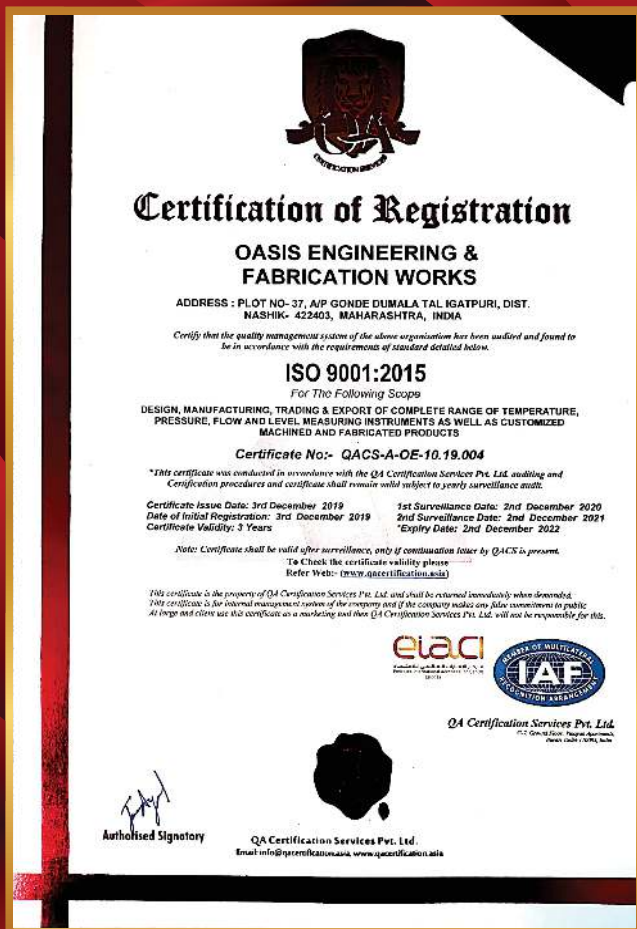 QA
CERTIFICATION SERVICES
Certification of Registration
OASIS ENGINEERING &
FABRICATION WORKS
ADDRESS : PLOT NO- 37, A/P GONDE DUMALA TAL IGATPURI, DIST.
NASHIK- 422403, MAHARASHTRA, INDIA
Certify that the quality management system of the above organisation has been audited and found to
be in accordance with the requirements of standard detailed below.
ISO 9001:2015
For The Following Scope
DESIGN, MANUFACTURING, TRADING & EXPORT OF COMPLETE RANGE OF TEMPERATURE,
PRESSURE, FLOW AND LEVEL MEASURING INSTRUMENTS AS WELL AS CUSTOMIZED
MACHINED AND FABRICATED PRODUCTS
Certificate No:- QACS-A-OE-10.19.004
"This certificate was conducted in accordance with the QA Certification Services Pvt. Ltd. auditing and
Certification procedures and certificate shall remain valid subject to yearly surveillance audit.
Certificate Issue Date: 3rd December 2019 1st Surveillance Date: 2nd December 2020
Date of Initial Registration: 3rd December 2019 2nd Surveillance Date: 2nd December 2021
Certificate Validity: 3 Years *Expiry Date: 2nd December 2022
Note: Certificate shall be valid after surveillance, only if continuation letter by QACS is present.
To Check the certificate validity please
Refer Web:- (www.qacertification.asia)
This certificate is the property of QA Certification Services Pvt. Ltd. and shall be returned immediately when demanded.
This certificate is for internal management system of the company and if the company makes any false commitment to public
At large and client use this certificate as a marketing tool then QA Certification Services Pvt. Ltd. will not be responsible for this.
eiaci
MEMBER OF MULTILATERAL
IAF
RECOGNITION ARRANGEMENT
QA Certification Services Pvt. Ltd.
Authorised Signatory
QA Certification Services Pvt. Ltd.
Email: info@qacertification.asia, www.qacertification.asia